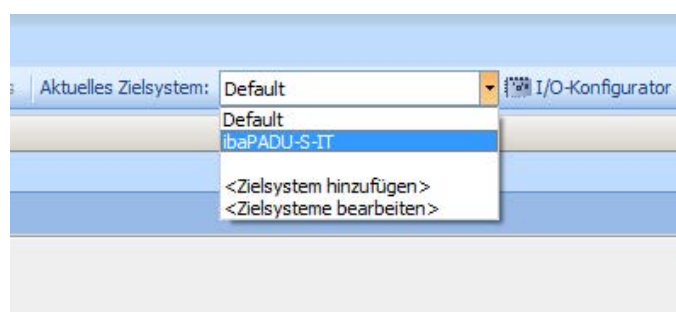 Aktuelles Zielsystem: Default I/O-Konfigurator
Default
ibaPADU-S-IT
<Zielsystem hinzufügen>
<Zielsysteme bearbeiten>